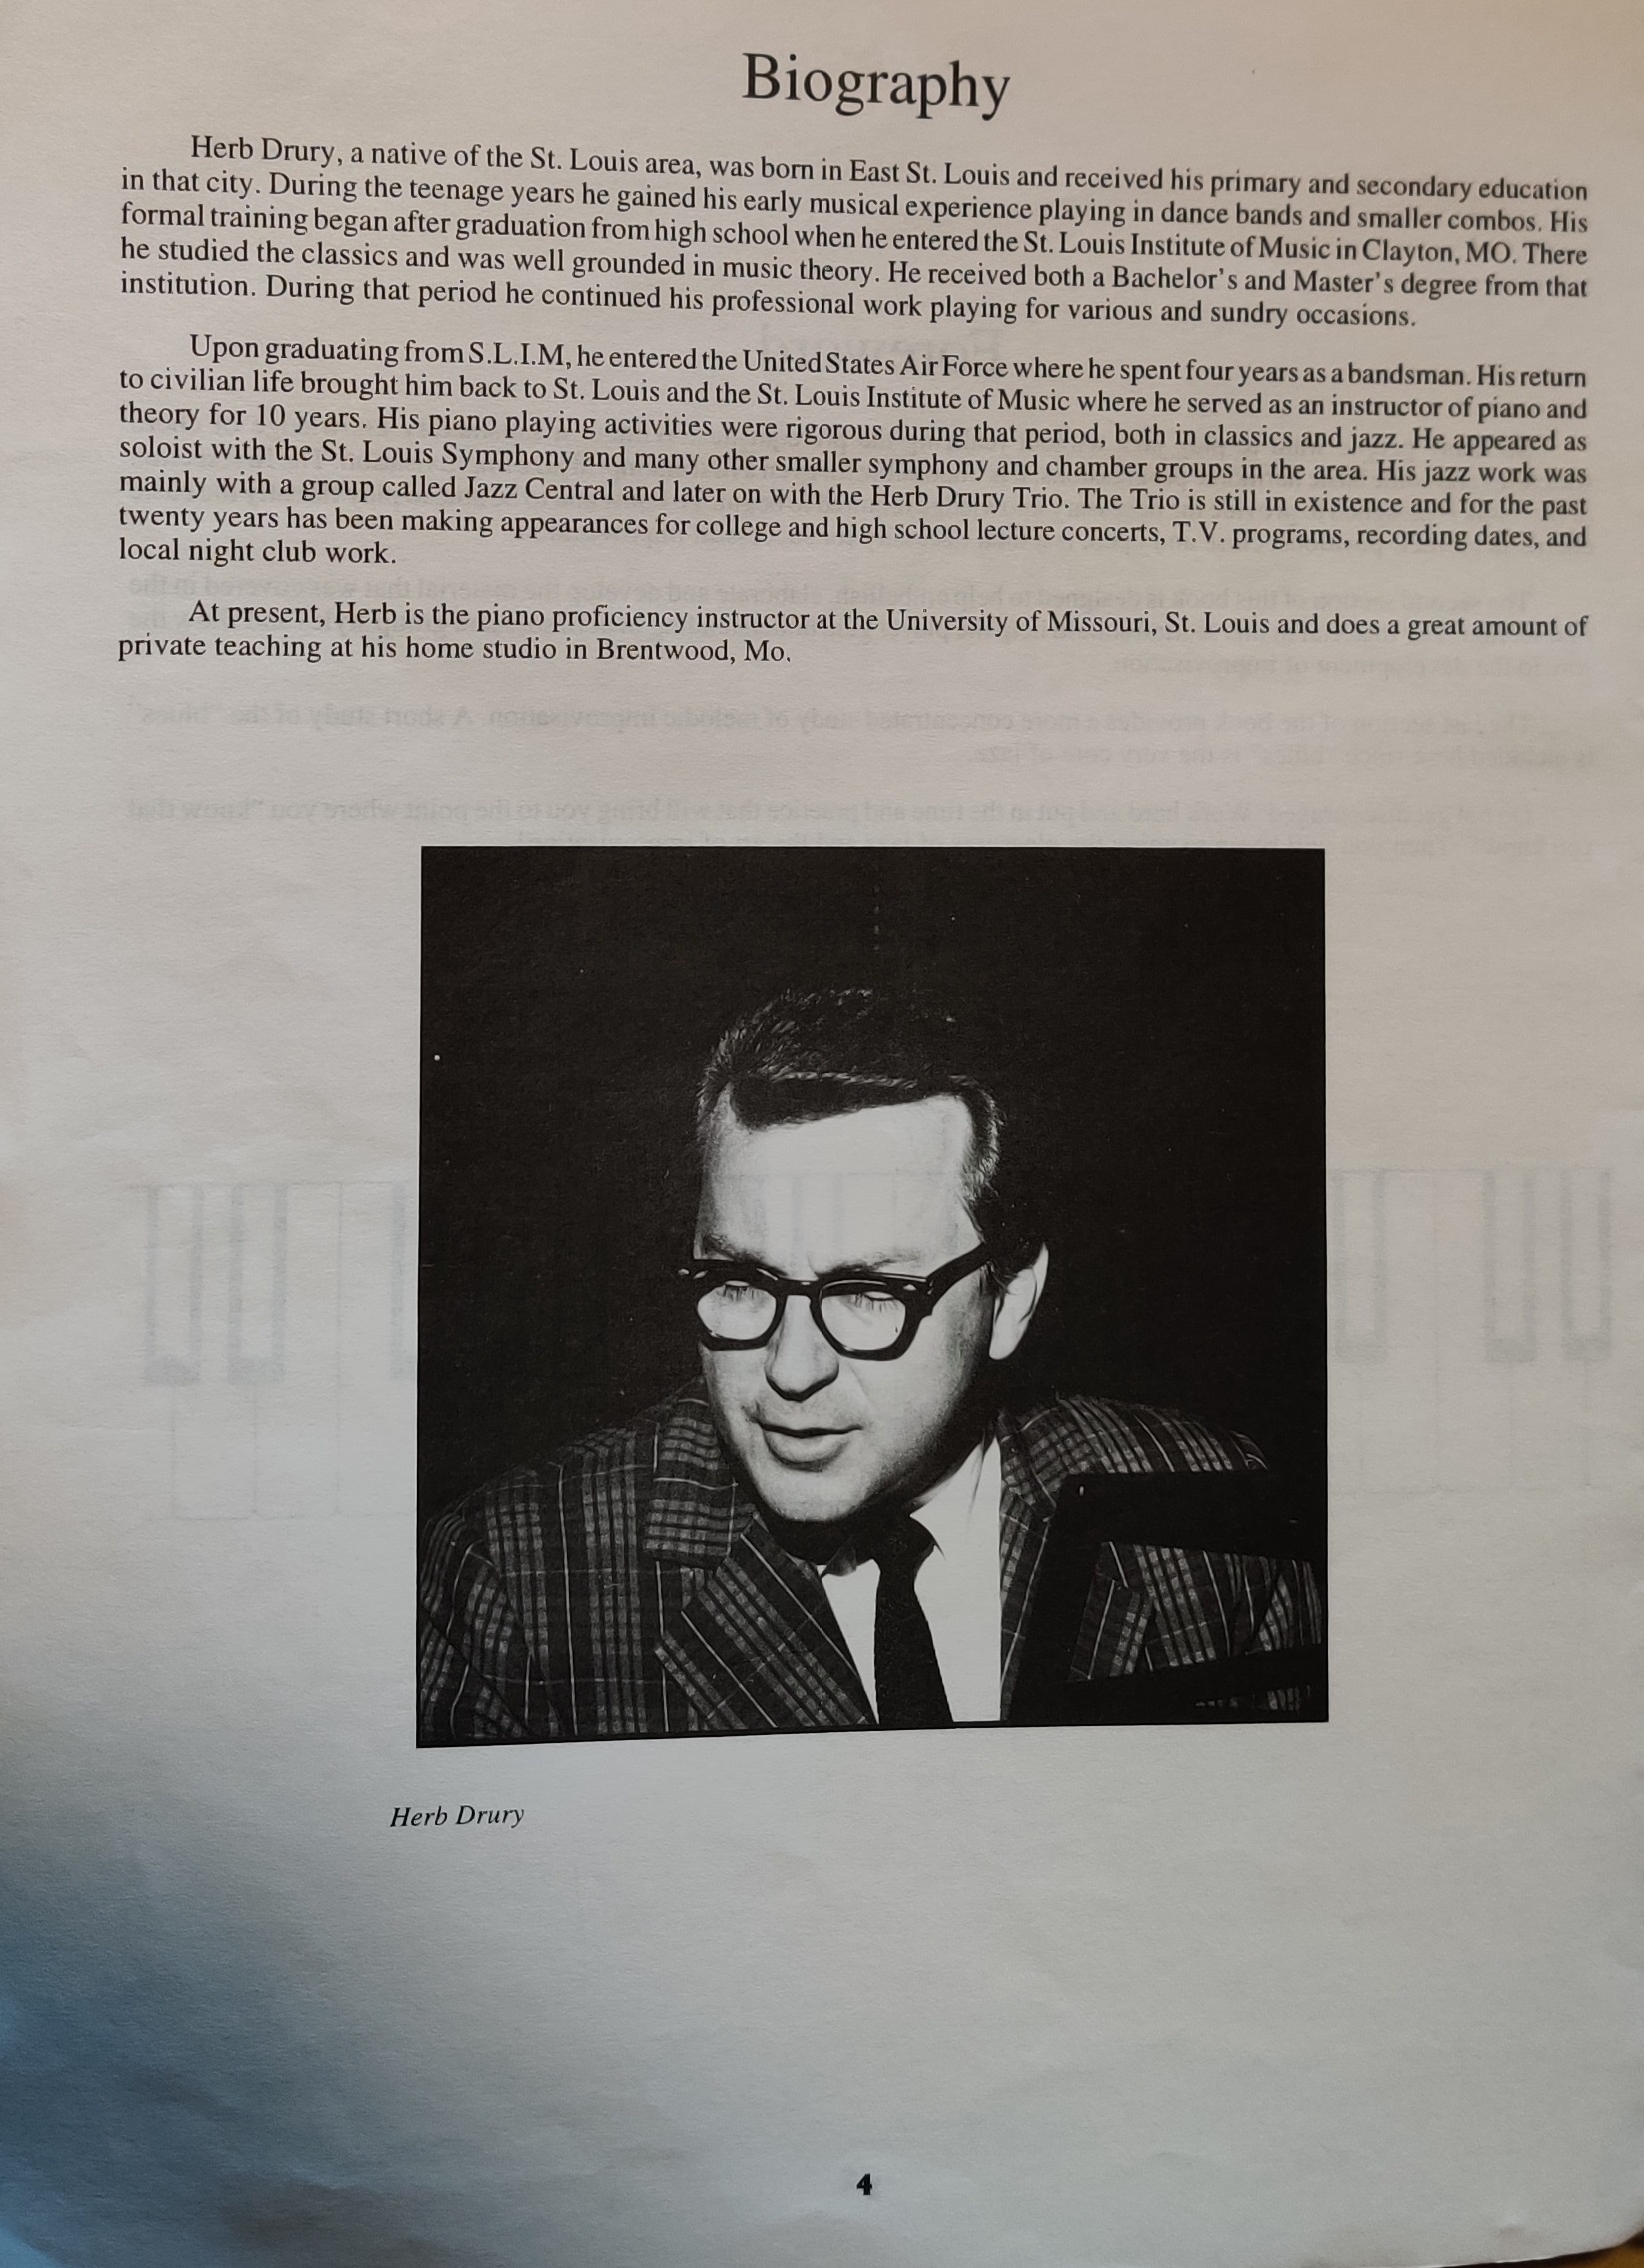 Biography
Herb Drury, a native of the St. Louis area, was born in East St. Louis and received his primary and secondary education
in that city. During the teenage years he gained his early musical experience playing in dance bands and smaller combos. His
formal training began after graduation from high school when he entered the St. Louis Institute of Music in Clayton, MO. There
he studied the classics and was well grounded in music theory. He received both a Bachelor's and Master's degree from that
institution. During that period he continued his professional work playing for various and sundry occasions.
Upon graduating from S.L.I.M, he entered the United States Air Force where he spent four years as a bandsman. His return
to civilian life brought him back to St. Louis and the St. Louis Institute of Music where he served as an instructor of piano and
theory for 10 years. His piano playing activities were rigorous during that period, both in classics and jazz. He appeared as
soloist with the St. Louis Symphony and many other smaller symphony and chamber groups in the area. His jazz work was
mainly with a group called Jazz Central and later on with the Herb Drury Trio. The Trio is still in existence and for the past
twenty years has been making appearances for college and high school lecture concerts, T.V. programs, recording dates, and
local night club work.
At present, Herb is the piano proficiency instructor at the University of Missouri, St. Louis and does a great amount of
private teaching at his home studio in Brentwood, Mo.
Herb Drury
4